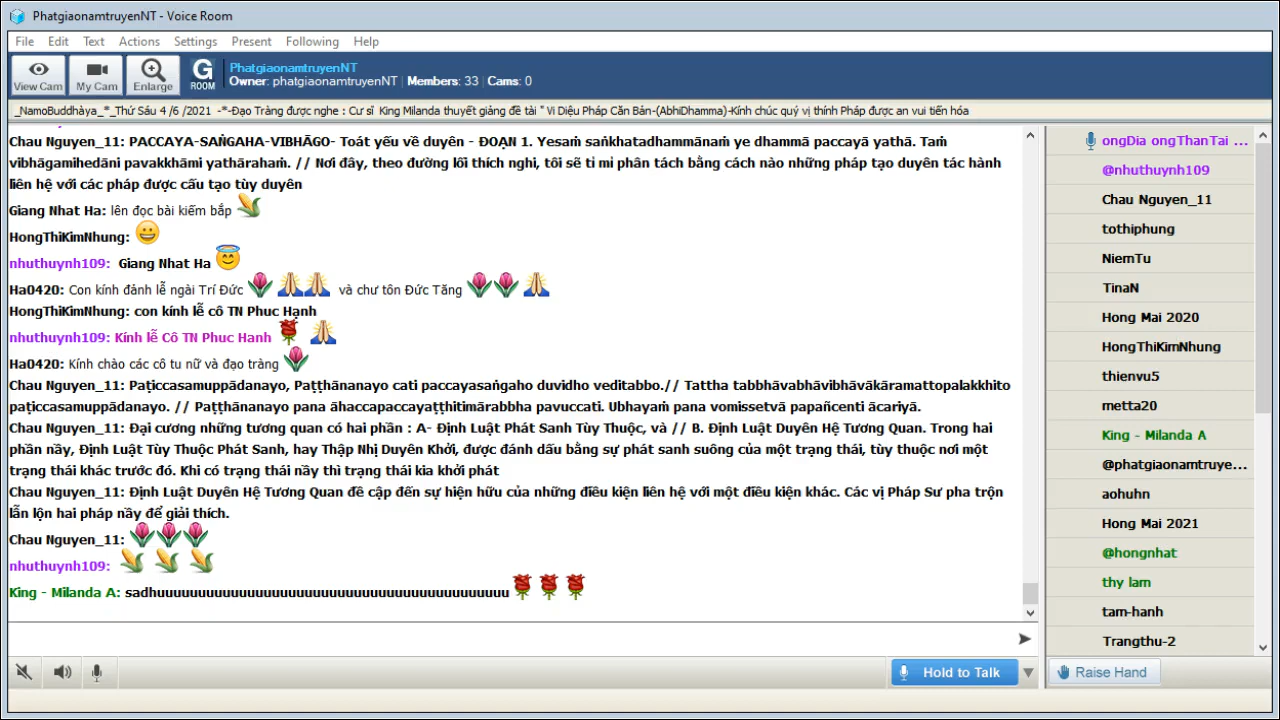 PhatgiaonamtruyenNT - Voice Room
File Edit Text Actions Settings Present Following Help
View Cam My Cam Enlarge G ROOM
PhatgiaonamtruyenNT
Owner: phatgiaonamtruyenNT | Members: 33 | Cams: 0
_NamoBuddhàya_*_Thứ Sáu 4 /6 /2021 -*-Đạo Tràng được nghe : Cư sĩ King Milanda thuyết giảng đề tài " Vi Diệu Pháp Căn Bản-(AbhiDhamma)-Kính chúc quý vị thính Pháp được an vui tiến hóa
Chau Nguyen_11: PACCAYA-SAṄGAHA-VIBHĀGO- Toát yếu về duyên - ĐOẠN 1. Yesaṁ saṅkhatadhammānaṁ ye dhammā paccayā yathā. Taṁ
vibhāgamihedāni pavakkhāmi yathārahaṁ. // Nơi đây, theo đường lối thích nghi, tôi sẽ tỉ mỉ phân tách bằng cách nào những pháp tạo duyên tác hành
liên hệ với các pháp được cấu tạo tùy duyên
Giang Nhat Ha: lên đọc bài kiếm bắp
HongThiKimNhung:
nhuthuynh109: Giang Nhat Ha
Ha0420: Con kính đảnh lễ ngài Trí Đức và chư tôn Đức Tăng
HongThiKimNhung: con kính lễ cô TN Phuc Hạnh
nhuthuynh109: Kính lễ Cô TN Phuc Hanh
Ha0420: Kính chào các cô tu nữ và đạo tràng
Chau Nguyen_11: Paṭiccasamuppādanayo, Paṭṭhānanayo cati paccayasaṅgaho duvidho veditabbo.// Tattha tabbhāvabhāvibhāvākāramattopalakkhito
paṭiccasamuppādanayo. // Paṭṭhānanayo pana āhaccapaccayaṭṭhitimārabbha pavuccati. Ubhayaṁ pana vomissetvā papañcenti ācariyā.
Chau Nguyen_11: Đại cương những tương quan có hai phần : A- Định Luật Phát Sanh Tùy Thuộc, và // B. Định Luật Duyên Hệ Tương Quan. Trong hai
phần nầy, Định Luật Tùy Thuộc Phát Sanh, hay Thập Nhị Duyên Khởi, được đánh dấu bằng sự phát sanh suông của một trạng thái, tùy thuộc nơi một
trạng thái khác trước đó. Khi có trạng thái nầy thì trạng thái kia khởi phát
Chau Nguyen_11: Định Luật Duyên Hệ Tương Quan đề cập đến sự hiện hữu của những điều kiện liên hệ với một điều kiện khác. Các vị Pháp Sư pha trộn
lẫn lộn hai pháp nầy để giải thích.
Chau Nguyen_11:
nhuthuynh109:
King - Milanda A: sadhuuuuuuuuuuuuuuuuuuuuuuuuuuuuuuuuuuuuuuuuuuu
Hold to Talk
ongDia ongThanTai ...
@nhuthuynh109
Chau Nguyen_11
tothiphung
NiemTu
TinaN
Hong Mai 2020
HongThiKimNhung
thienvu5
metta20
King - Milanda A
@phatgiaonamtruye...
aohuhn
Hong Mai 2021
@hongnhat
thy lam
tam-hanh
Trangthu-2
Raise Hand